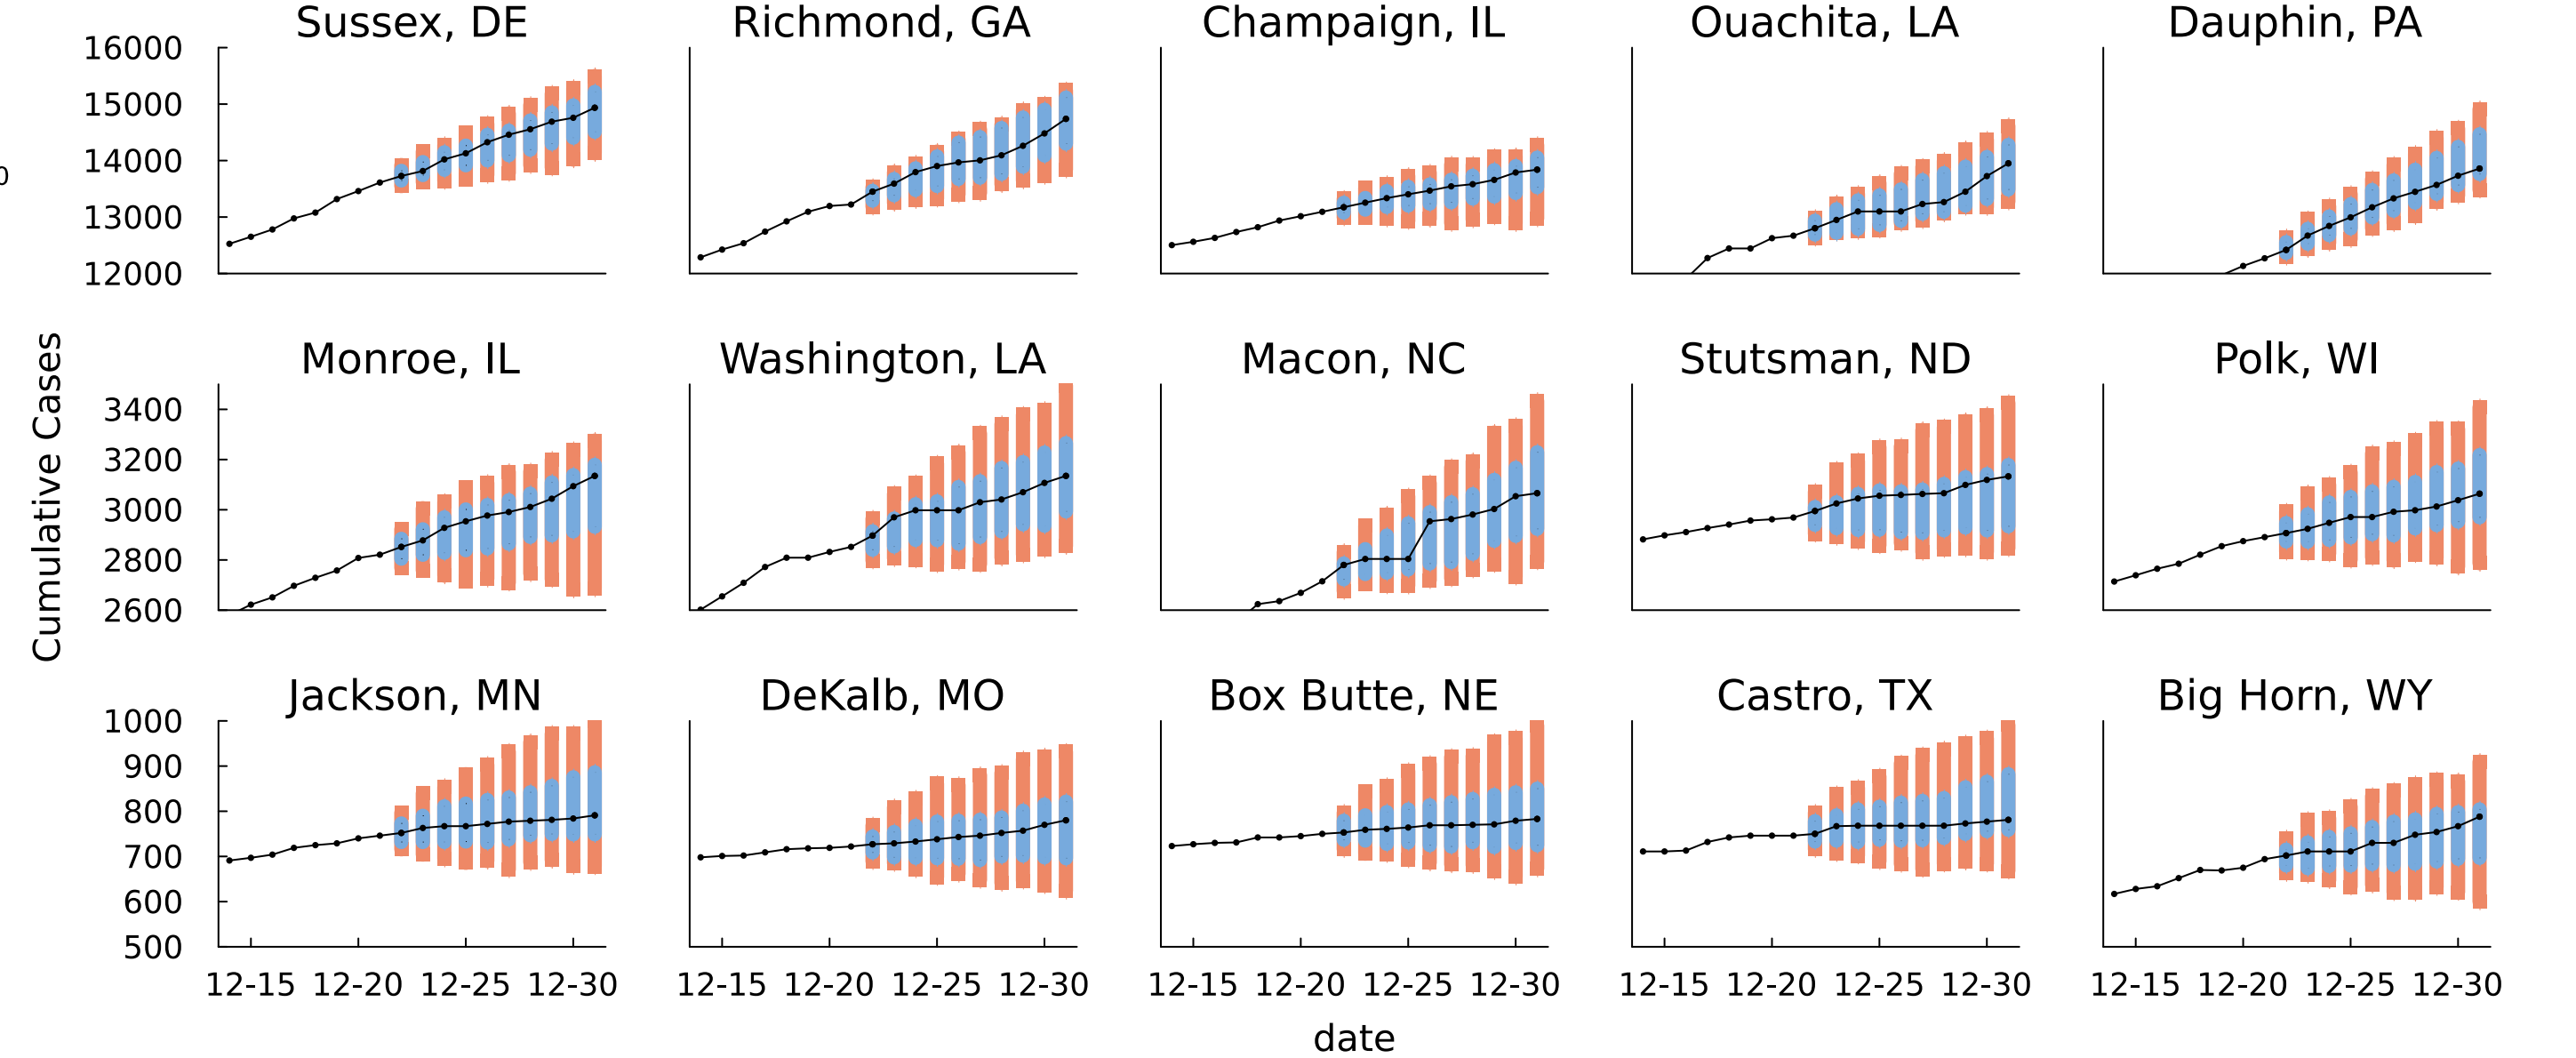 Sussex, DE
Richmond, GA
Champaign, IL
Ouachita, LA
Dauphin, PA
16000
15000
14000
13000
12000
0
Monroe, IL
Washington, LA
Macon, NC
Stutsman, ND
Polk, WI
3400
3200
3000
2800
2600
Cumulative Cases
Jackson, MN
DeKalb, MO
Box Butte, NE
Castro, TX
Big Horn, WY
1000
900
800
700
600
500
12-15 12-20 12-25 12-30
12-15 12-20 12-25 12-30
12-15 12-20 12-25 12-30
12-15 12-20 12-25 12-30
12-15 12-20 12-25 12-30
date